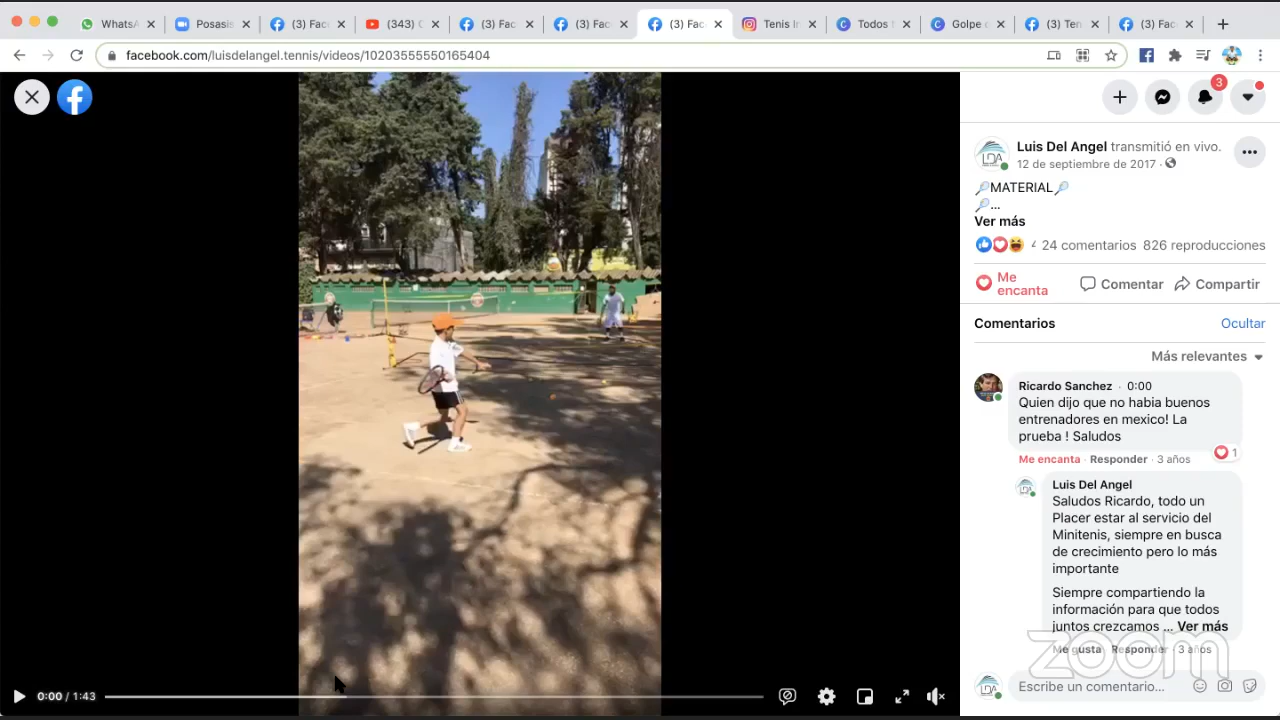 WhatsA
Posasis
(3) Fac
(343)
(3) Fac
(3) Fac
(3) Fac
Tenis In
Todos
Golpe
(3) Ten
(3) Fac
facebook.com/luisdelangel.tennis/videos/10203555550165404
3
Luis Del Angel transmitió en vivo.
12 de septiembre de 2017 ·
MATERIAL
...
Ver más
24 comentarios 826 reproducciones
Me encanta
Comentar
Compartir
Comentarios
Ocultar
Más relevantes
Ricardo Sanchez · 0:00
Quien dijo que no habia buenos
entrenadores en mexico! La
prueba ! Saludos
1
Me encanta · Responder · 3 años
Luis Del Angel
Saludos Ricardo, todo un
Placer estar al servicio del
Minitenis, siempre en busca
de crecimiento pero lo más
importante
Siempre compartiendo la
información para que todos
juntos crezcamos ... Ver más
Me gusta · Responder · 3 años
zoom
Escribe un comentario...
0:00 / 1:43